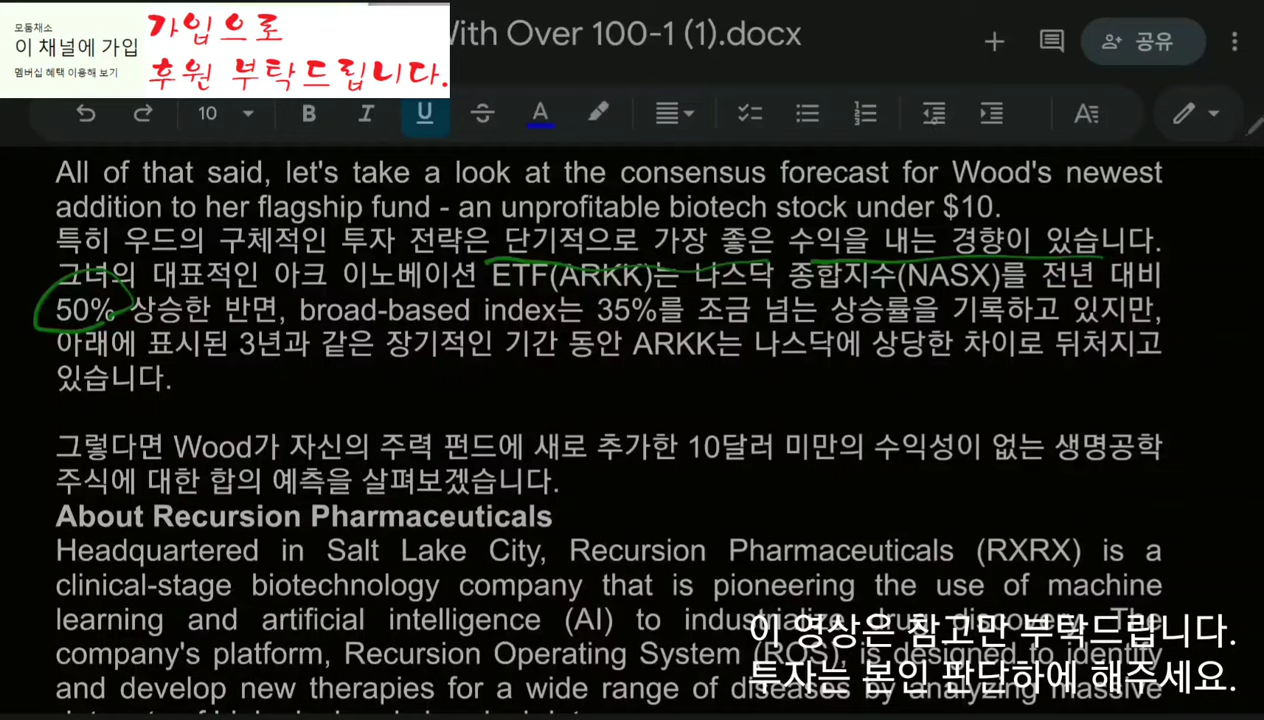 모둠채소
이 채널에 가입
멤버십 혜택 이용해 보기
가입으로
후원 부탁드립니다.
With Over 100-1 (1).docx
공유
10
B
I
U
S
A
All of that said, let's take a look at the consensus forecast for Wood's newest
addition to her flagship fund - an unprofitable biotech stock under $10.
특히 우드의 구체적인 투자 전략은 단기적으로 가장 좋은 수익을 내는 경향이 있습니다.
그녀의 대표적인 아크 이노베이션 ETF(ARKK)는 나스닥 종합지수(NASX)를 전년 대비
50% 상승한 반면, broad-based index는 35%를 조금 넘는 상승률을 기록하고 있지만,
아래에 표시된 3년과 같은 장기적인 기간 동안 ARKK는 나스닥에 상당한 차이로 뒤처지고
있습니다.
그렇다면 Wood가 자신의 주력 펀드에 새로 추가한 10달러 미만의 수익성이 없는 생명공학
주식에 대한 합의 예측을 살펴보겠습니다.
About Recursion Pharmaceuticals
Headquartered in Salt Lake City, Recursion Pharmaceuticals (RXRX) is a
clinical-stage biotechnology company that is pioneering the use of machine
learning and artificial intelligence (AI) to industrialize drug discovery. The
company's platform, Recursion Operating System (ROS), is designed to identify
and develop new therapies for a wide range of diseases by analyzing massive
이 영상은 참고만 부탁드립니다.
투자는 본인 판단하에 해주세요.